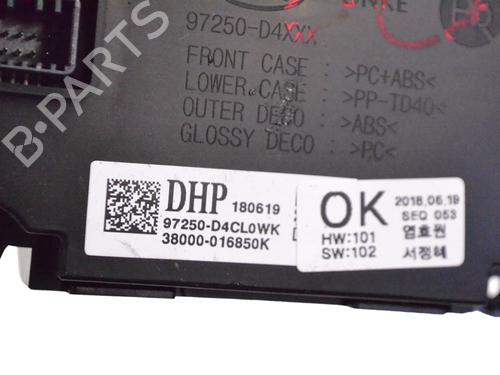 97250-D4XXX
FRONT CASE : >PC+ABS<
LOWER CASE : >PP-TD40<
OUTER DECO : >ABS<
GLOSSY DECO : >PC<
B-PARTS
DHP 180619
97250-D4CL0WK
38000-016850K
OK
HW:101
SW:102
2018.06.19
SEQ 053
염효원
서정혜